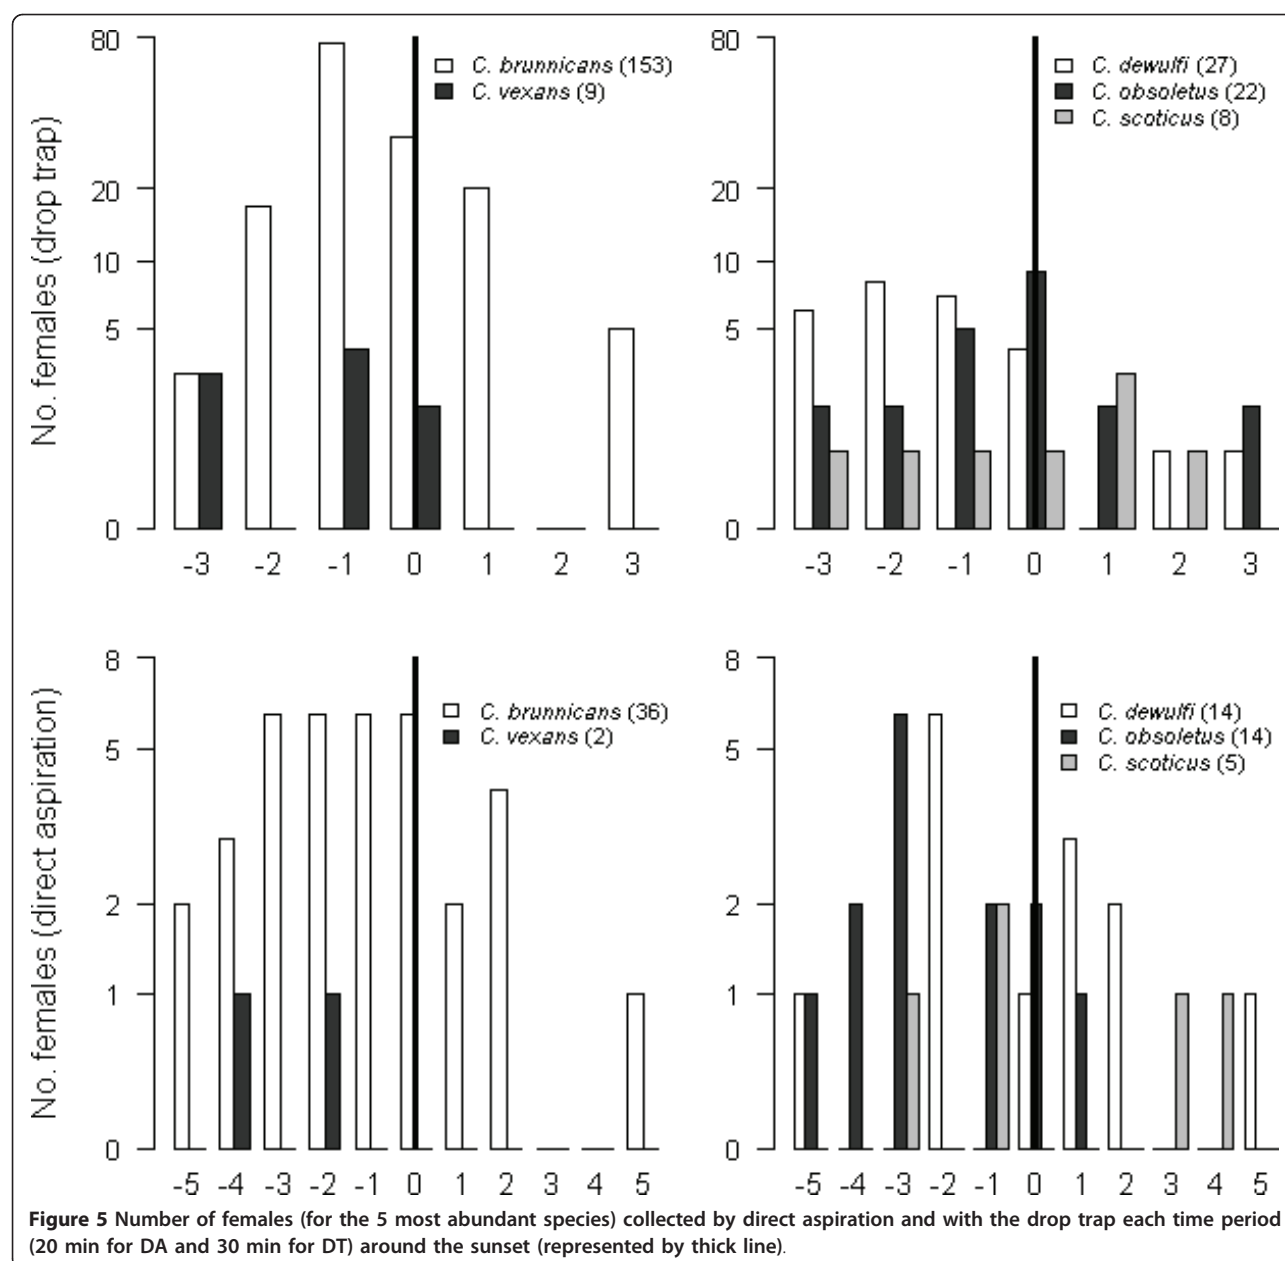 No. females (drop trap)
80
20
10
5
0
C. brunnicans (153)
C. vexans (9)
-3 -2 -1 0 1 2 3
80
20
10
5
0
C. dewulfi (27)
C. obsoletus (22)
C. scoticus (8)
-3 -2 -1 0 1 2 3
No. females (direct aspiration)
8
5
2
1
0
C. brunnicans (36)
C. vexans (2)
-5 -4 -3 -2 -1 0 1 2 3 4 5
8
5
2
1
0
C. dewulfi (14)
C. obsoletus (14)
C. scoticus (5)
-5 -4 -3 -2 -1 0 1 2 3 4 5
Figure 5 Number of females (for the 5 most abundant species) collected by direct aspiration and with the drop trap each time period
(20 min for DA and 30 min for DT) around the sunset (represented by thick line).